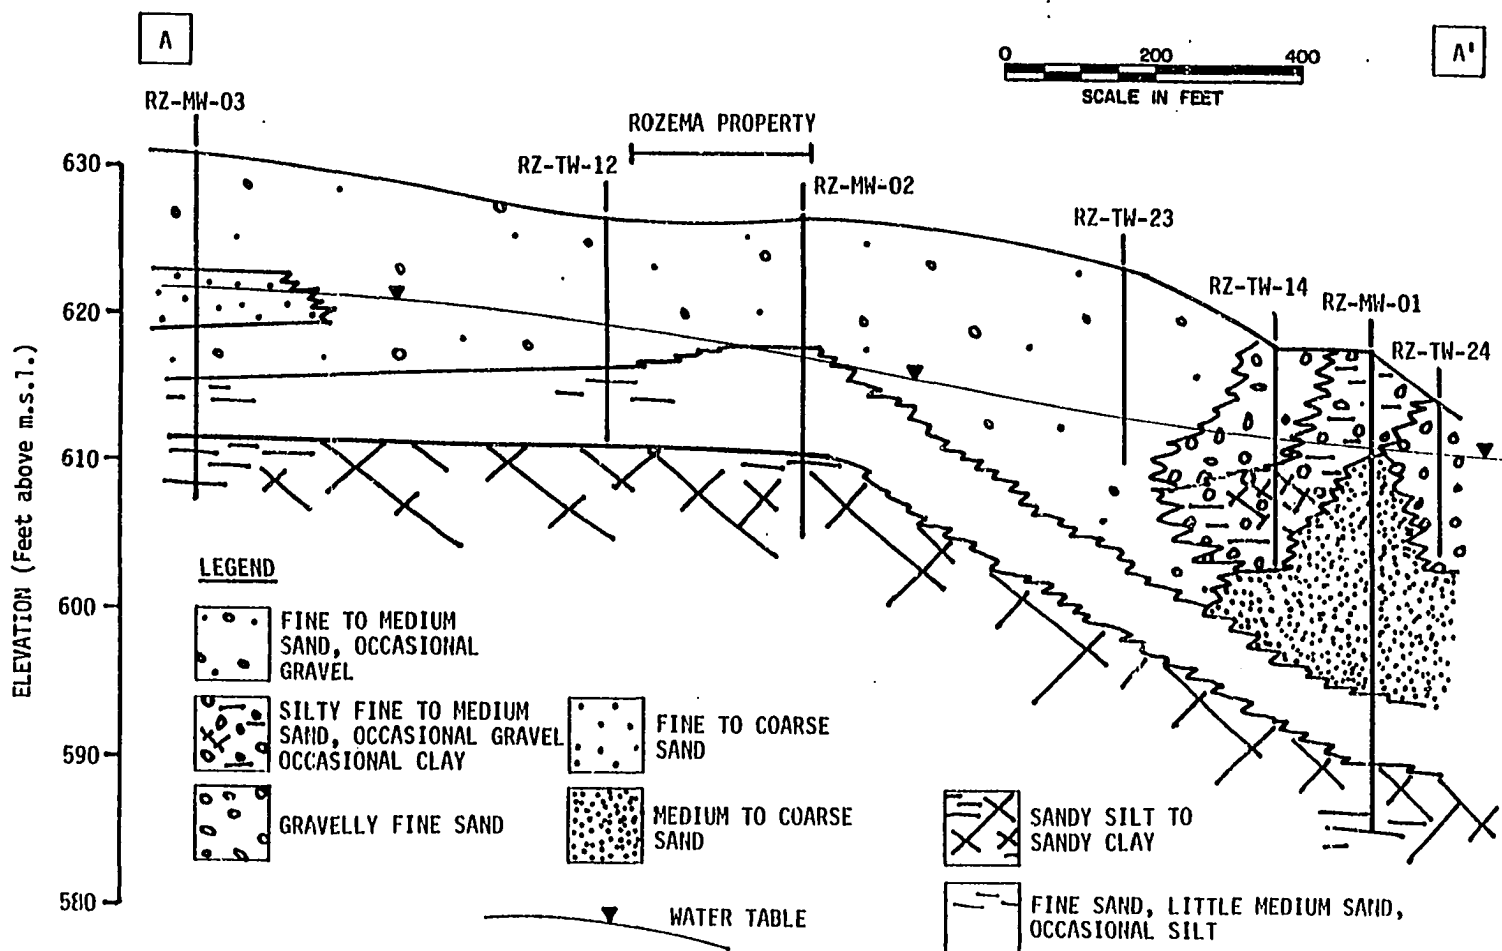 A
A'
0 200 400
SCALE IN FEET
RZ-MW-03
ROZEMA PROPERTY
RZ-TW-12
RZ-MW-02
RZ-TW-23
RZ-TW-14
RZ-MW-01
RZ-TW-24
ELEVATION (Feet above m.s.l.)
630
620
610
600
590
580
LEGEND
FINE TO MEDIUM
SAND, OCCASIONAL
GRAVEL
SILTY FINE TO MEDIUM
SAND, OCCASIONAL GRAVEL
OCCASIONAL CLAY
GRAVELLY FINE SAND
FINE TO COARSE
SAND
MEDIUM TO COARSE
SAND
SANDY SILT TO
SANDY CLAY
FINE SAND, LITTLE MEDIUM SAND,
OCCASIONAL SILT
WATER TABLE